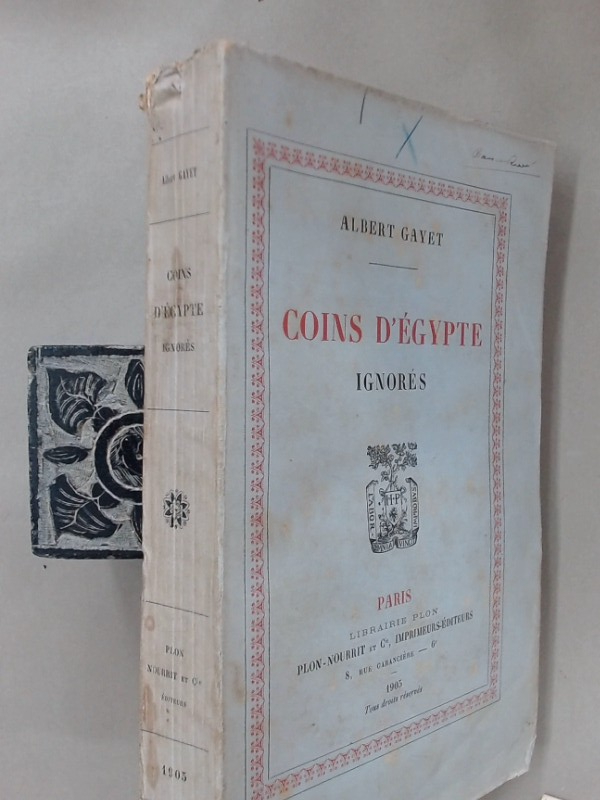 Albert GAYET
COINS
D'ÉGYPTE
IGNORÉS
PLON
NOURRIT ET Cie
ÉDITEURS
1905
X
ALBERT GAYET
COINS D'ÉGYPTE
IGNORÉS
LABOR
H·P
PARIS
LIBRAIRIE PLON
PLON-NOURRIT ET Cie, IMPRIMEURS-ÉDITEURS
8, RUE GARANCIÈRE — 6e
1905
Tous droits réservés